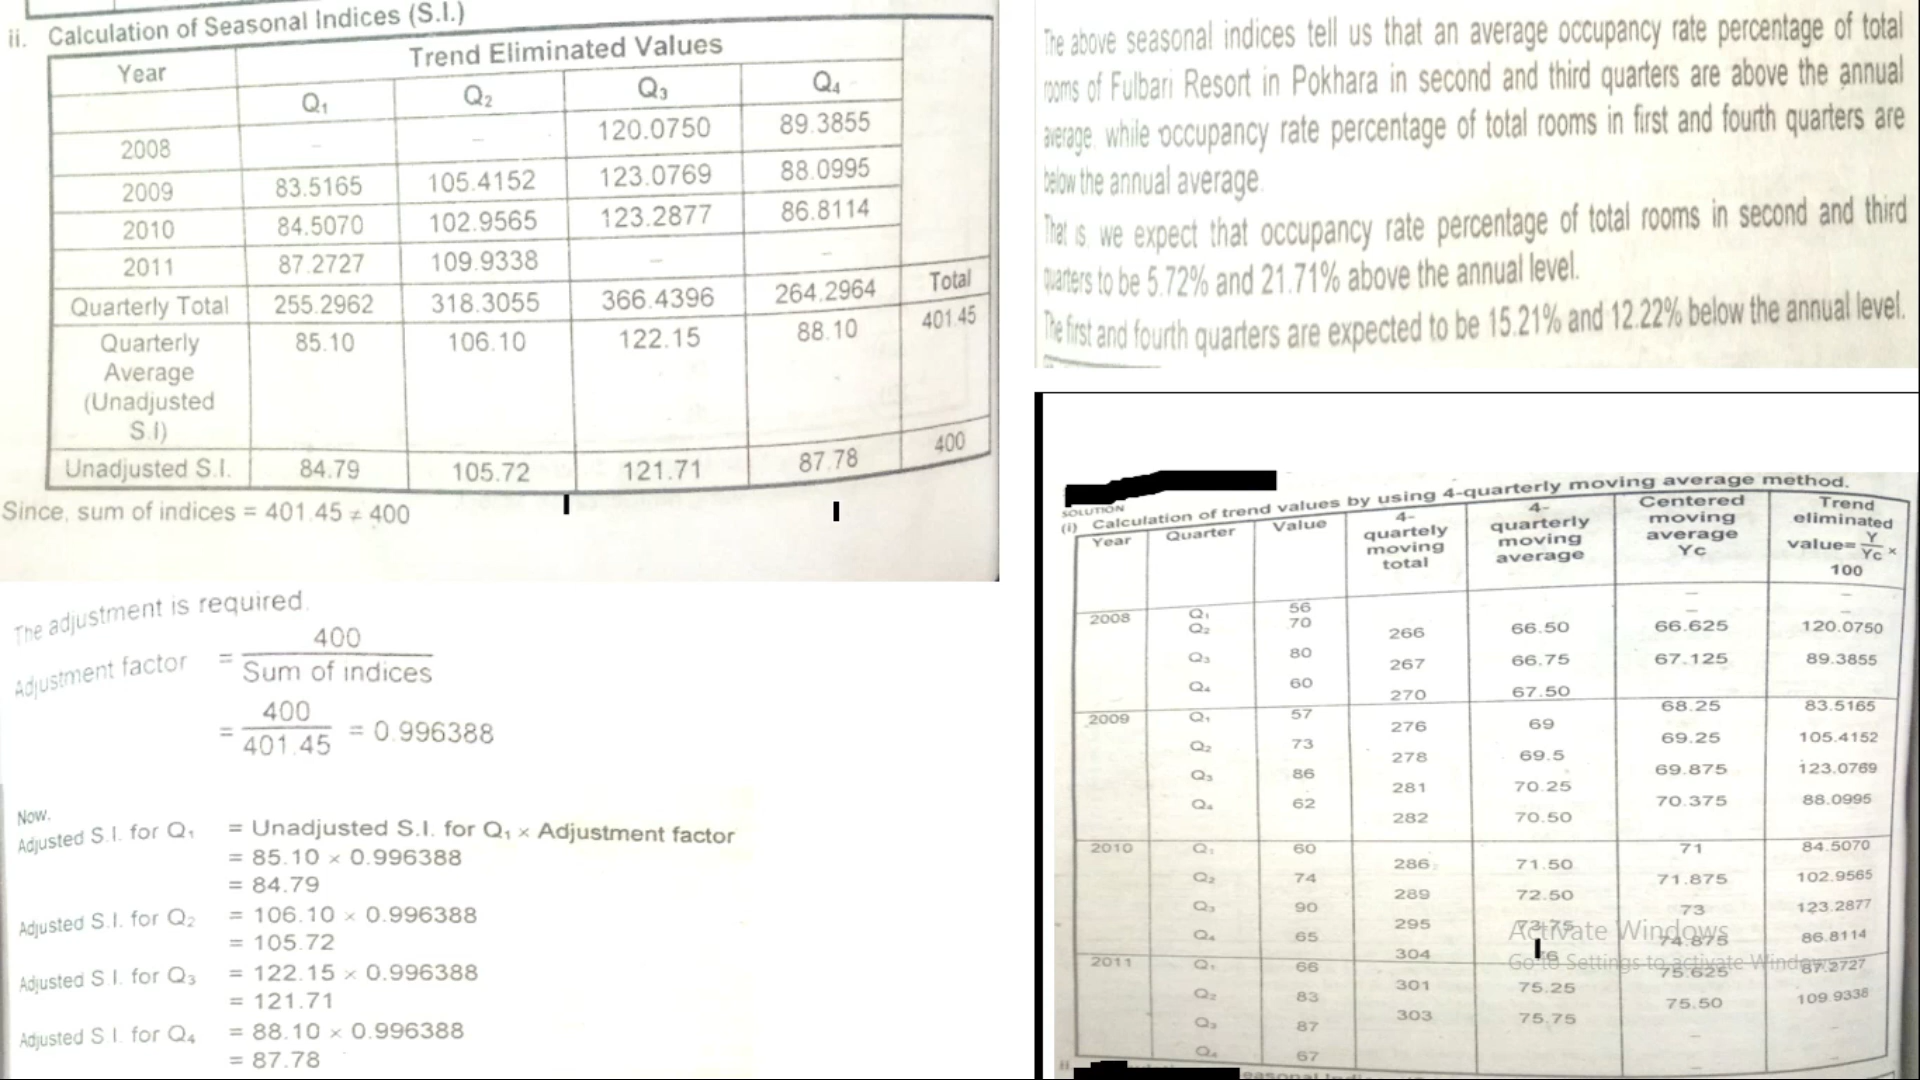 ii. Calculation of Seasonal Indices (S.I.)
Year Trend Eliminated Values
Q₁ Q₂ Q₃ Q₄
2008 – – 120.0750 89.3855
2009 83.5165 105.4152 123.0769 88.0995
2010 84.5070 102.9565 123.2877 86.8114
2011 87.2727 109.9338 – –
Quarterly Total 255.2962 318.3055 366.4396 264.2964 Total
Quarterly 85.10 106.10 122.15 88.10 401.45
Average
(Unadjusted
S.I)
Unadjusted S.I. 84.79 105.72 121.71 87.78 400
Since, sum of indices = 401.45 ≠ 400
The adjustment is required.
Adjustment factor = 400 / Sum of indices
= 400 / 401.45 = 0.996388
Now,
Adjusted S.I. for Q₁ = Unadjusted S.I. for Q₁ × Adjustment factor
= 85.10 × 0.996388
= 84.79
Adjusted S.I. for Q₂ = 106.10 × 0.996388
= 105.72
Adjusted S.I. for Q₃ = 122.15 × 0.996388
= 121.71
Adjusted S.I. for Q₄ = 88.10 × 0.996388
= 87.78
The above seasonal indices tell us that an average occupancy rate percentage of total
rooms of Fulbari Resort in Pokhara in second and third quarters are above the annual
average, while occupancy rate percentage of total rooms in first and fourth quarters are
below the annual average.
That is, we expect that occupancy rate percentage of total rooms in second and third
quarters to be 5.72% and 21.71% above the annual level.
The first and fourth quarters are expected to be 15.21% and 12.22% below the annual level.
SOLUTION
(i) Calculation of trend values by using 4-quarterly moving average method.
Year Quarter Value 4-quartely moving total 4-quarterly moving average Centered moving average Yc Trend eliminated value= Y/Yc × 100
2008 Q₁ 56 – –
Q₂ 70 – –
266 66.50 66.625 120.0750
Q₃ 80
267 66.75 67.125 89.3855
Q₄ 60
270 67.50
2009 Q₁ 57 68.25 83.5165
276 69
Q₂ 73 69.25 105.4152
278 69.5
Q₃ 86 69.875 123.0769
281 70.25
Q₄ 62 70.375 88.0995
282 70.50
2010 Q₁ 60 71 84.5070
286 71.50
Q₂ 74 71.875 102.9565
289 72.50
Q₃ 90 73 123.2877
295 73.75
Q₄ 65 74.875 86.8114
304 76
2011 Q₁ 66 75.625 87.2727
301 75.25
Q₂ 83 75.50 109.9338
303 75.75
Q₃ 87 – –
Q₄ 67 – –
Activate Windows
Go to Settings to activate Windows